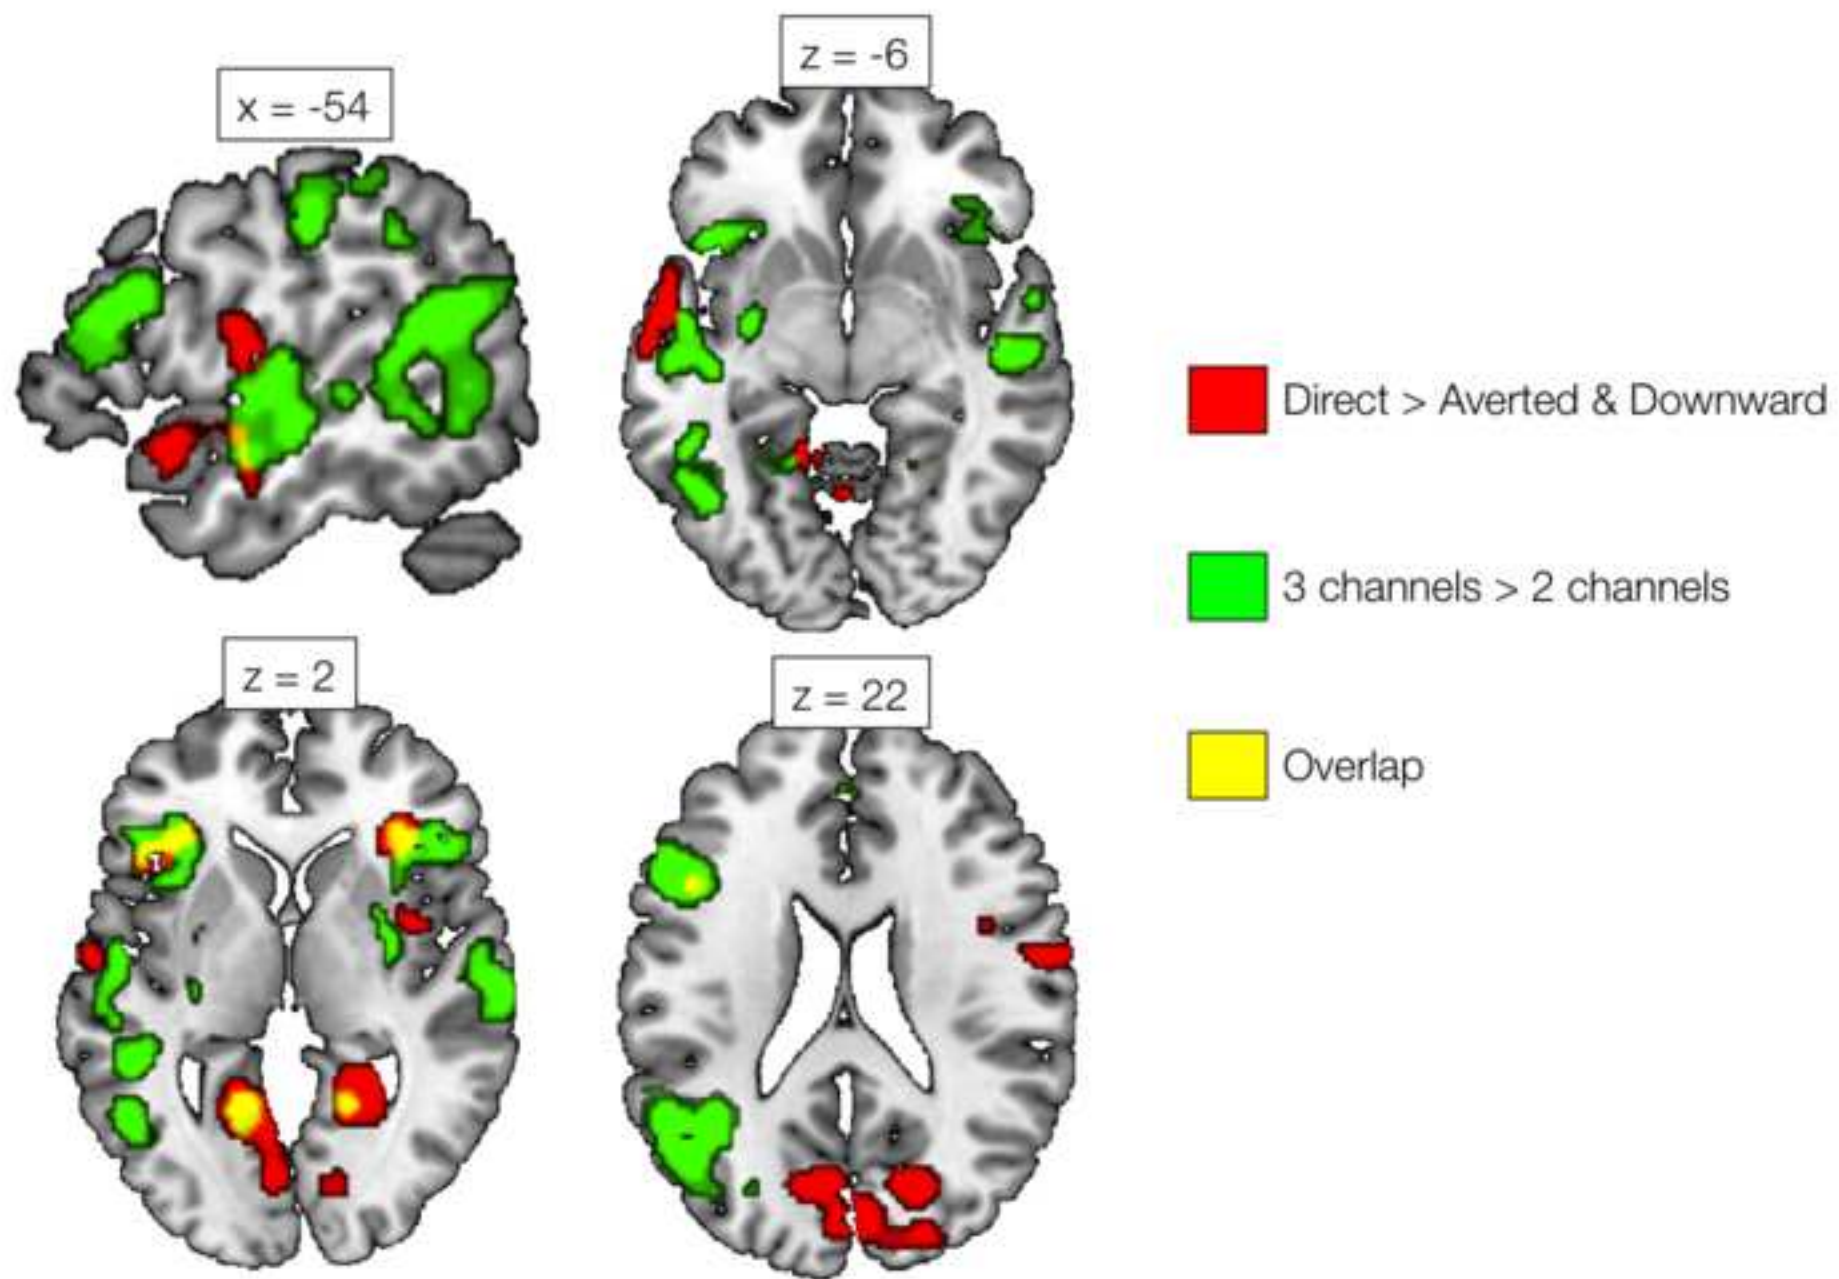 x = -54
z = -6
z = 2
z = 22
Direct > Averted & Downward
3 channels > 2 channels
Overlap